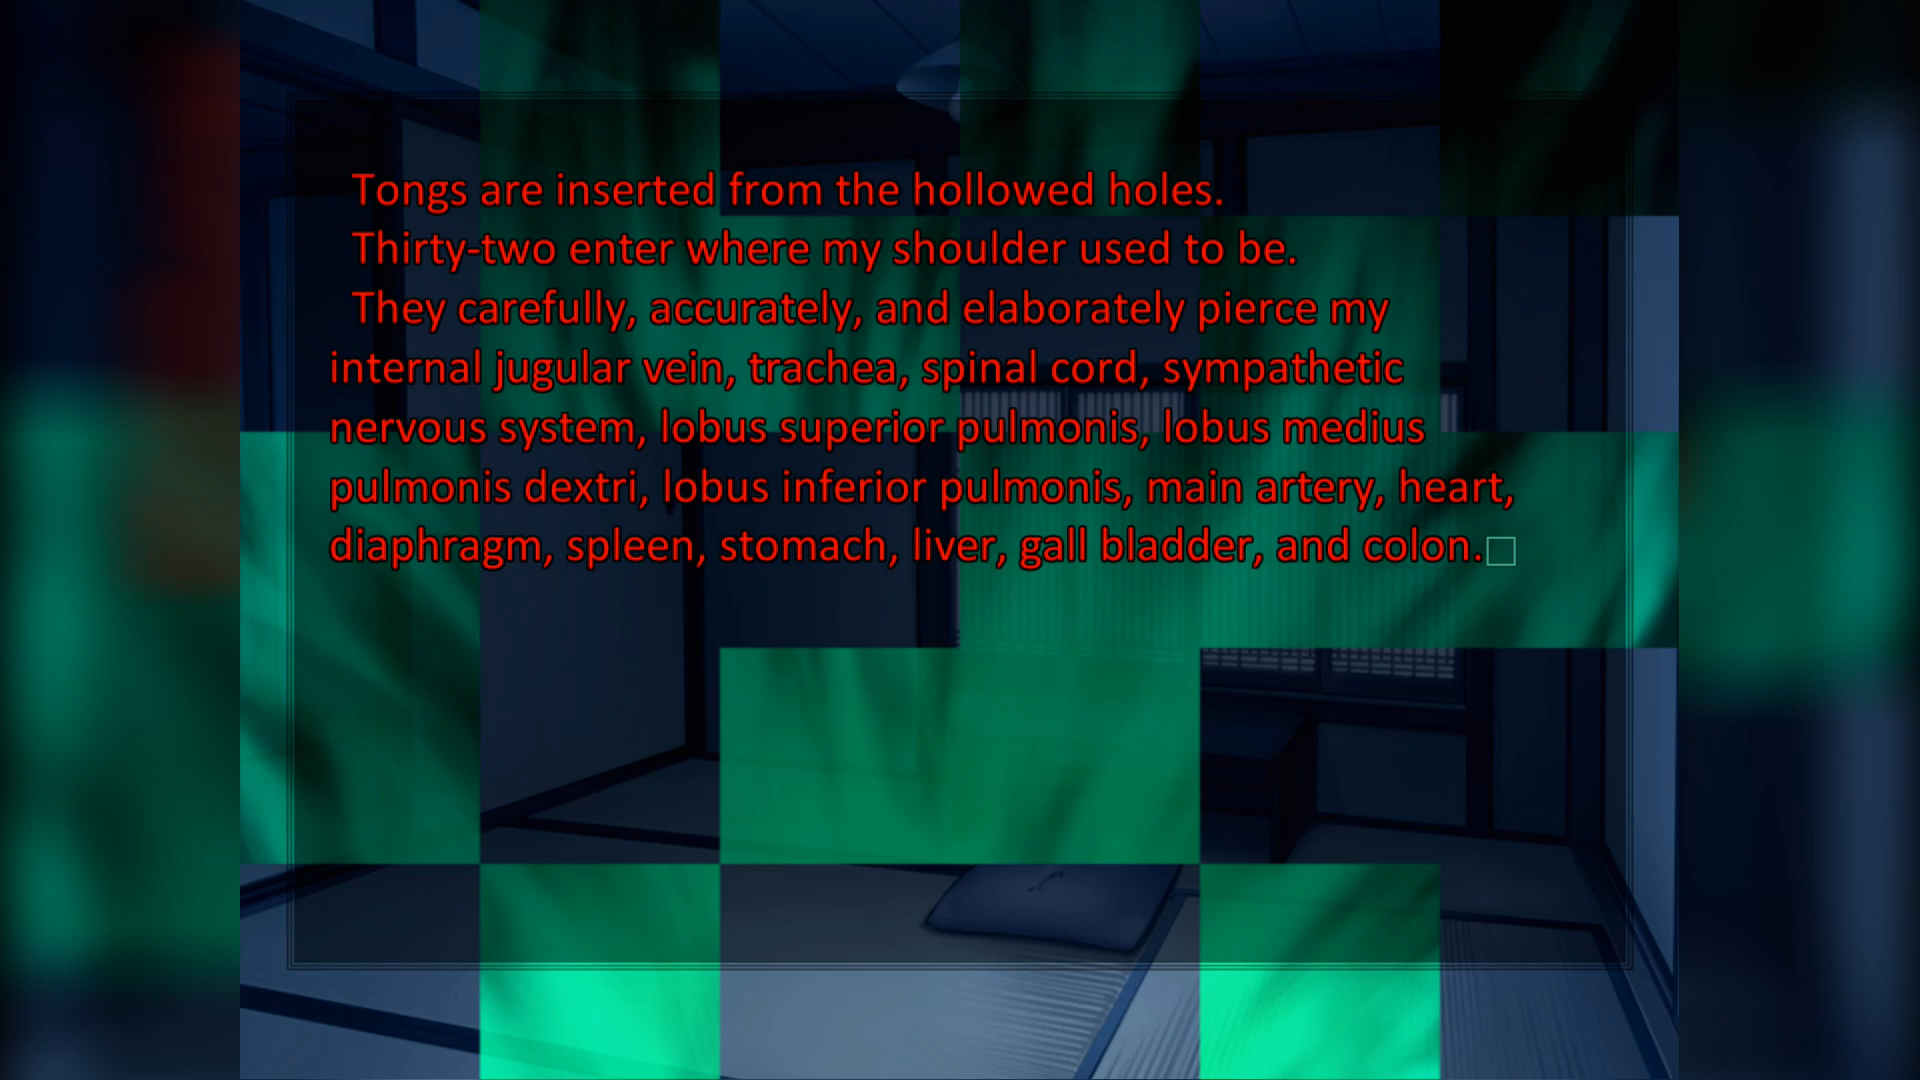 Tongs are inserted from the hollowed holes.
Thirty-two enter where my shoulder used to be.
They carefully, accurately, and elaborately pierce my
internal jugular vein, trachea, spinal cord, sympathetic
nervous system, lobus superior pulmonis, lobus medius
pulmonis dextri, lobus inferior pulmonis, main artery, heart,
diaphragm, spleen, stomach, liver, gall bladder, and colon.